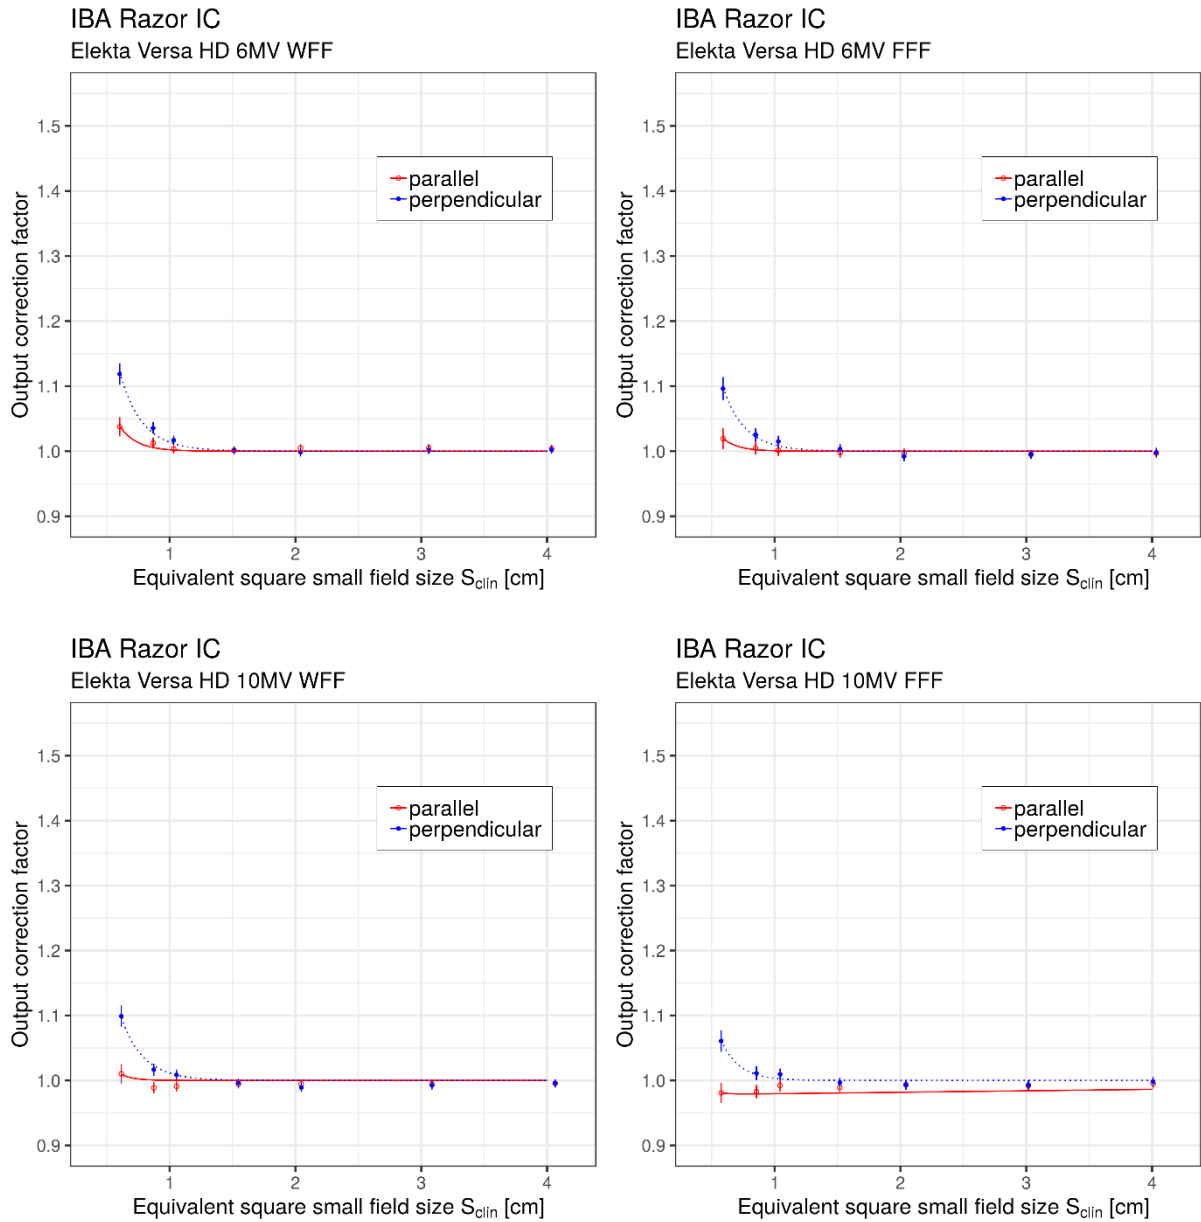 IBA Razor IC
Elekta Versa HD 6MV WFF
Output correction factor
1.5
1.4
1.3
1.2
1.1
1.0
0.9
parallel
perpendicular
1 2 3 4
Equivalent square small field size Sclin [cm]
IBA Razor IC
Elekta Versa HD 6MV FFF
Output correction factor
1.5
1.4
1.3
1.2
1.1
1.0
0.9
parallel
perpendicular
1 2 3 4
Equivalent square small field size Sclin [cm]
IBA Razor IC
Elekta Versa HD 10MV WFF
Output correction factor
1.5
1.4
1.3
1.2
1.1
1.0
0.9
parallel
perpendicular
1 2 3 4
Equivalent square small field size Sclin [cm]
IBA Razor IC
Elekta Versa HD 10MV FFF
Output correction factor
1.5
1.4
1.3
1.2
1.1
1.0
0.9
parallel
perpendicular
1 2 3 4
Equivalent square small field size Sclin [cm]